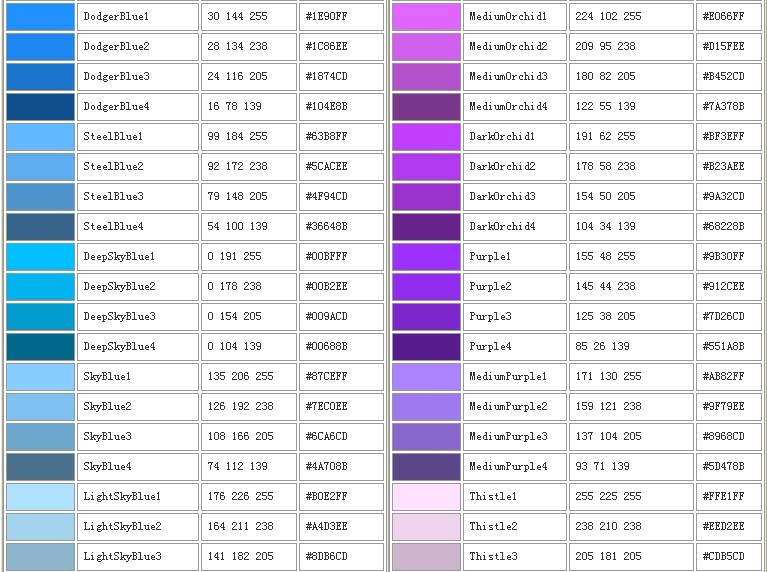 DodgerBlue1 30 144 255 #1E90FF MediumOrchid1 224 102 255 #E066FF
DodgerBlue2 28 134 238 #1C86EE MediumOrchid2 209 95 238 #D15FEE
DodgerBlue3 24 116 205 #1874CD MediumOrchid3 180 82 205 #B452CD
DodgerBlue4 16 78 139 #104E8B MediumOrchid4 122 55 139 #7A378B
SteelBlue1 99 184 255 #63B8FF DarkOrchid1 191 62 255 #BF3EFF
SteelBlue2 92 172 238 #5CACEE DarkOrchid2 178 58 238 #B23AEE
SteelBlue3 79 148 205 #4F94CD DarkOrchid3 154 50 205 #9A32CD
SteelBlue4 54 100 139 #36648B DarkOrchid4 104 34 139 #68228B
DeepSkyBlue1 0 191 255 #00BFFF Purple1 155 48 255 #9B30FF
DeepSkyBlue2 0 178 238 #00B2EE Purple2 145 44 238 #912CEE
DeepSkyBlue3 0 154 205 #009ACD Purple3 125 38 205 #7D26CD
DeepSkyBlue4 0 104 139 #00688B Purple4 85 26 139 #551A8B
SkyBlue1 135 206 255 #87CEFF MediumPurple1 171 130 255 #AB82FF
SkyBlue2 126 192 238 #7EC0EE MediumPurple2 159 121 238 #9F79EE
SkyBlue3 108 166 205 #6CA6CD MediumPurple3 137 104 205 #8968CD
SkyBlue4 74 112 139 #4A708B MediumPurple4 93 71 139 #5D478B
LightSkyBlue1 176 226 255 #B0E2FF Thistle1 255 225 255 #FFE1FF
LightSkyBlue2 164 211 238 #A4D3EE Thistle2 238 210 238 #EED2EE
LightSkyBlue3 141 182 205 #8DB6CD Thistle3 205 181 205 #CDB5CD